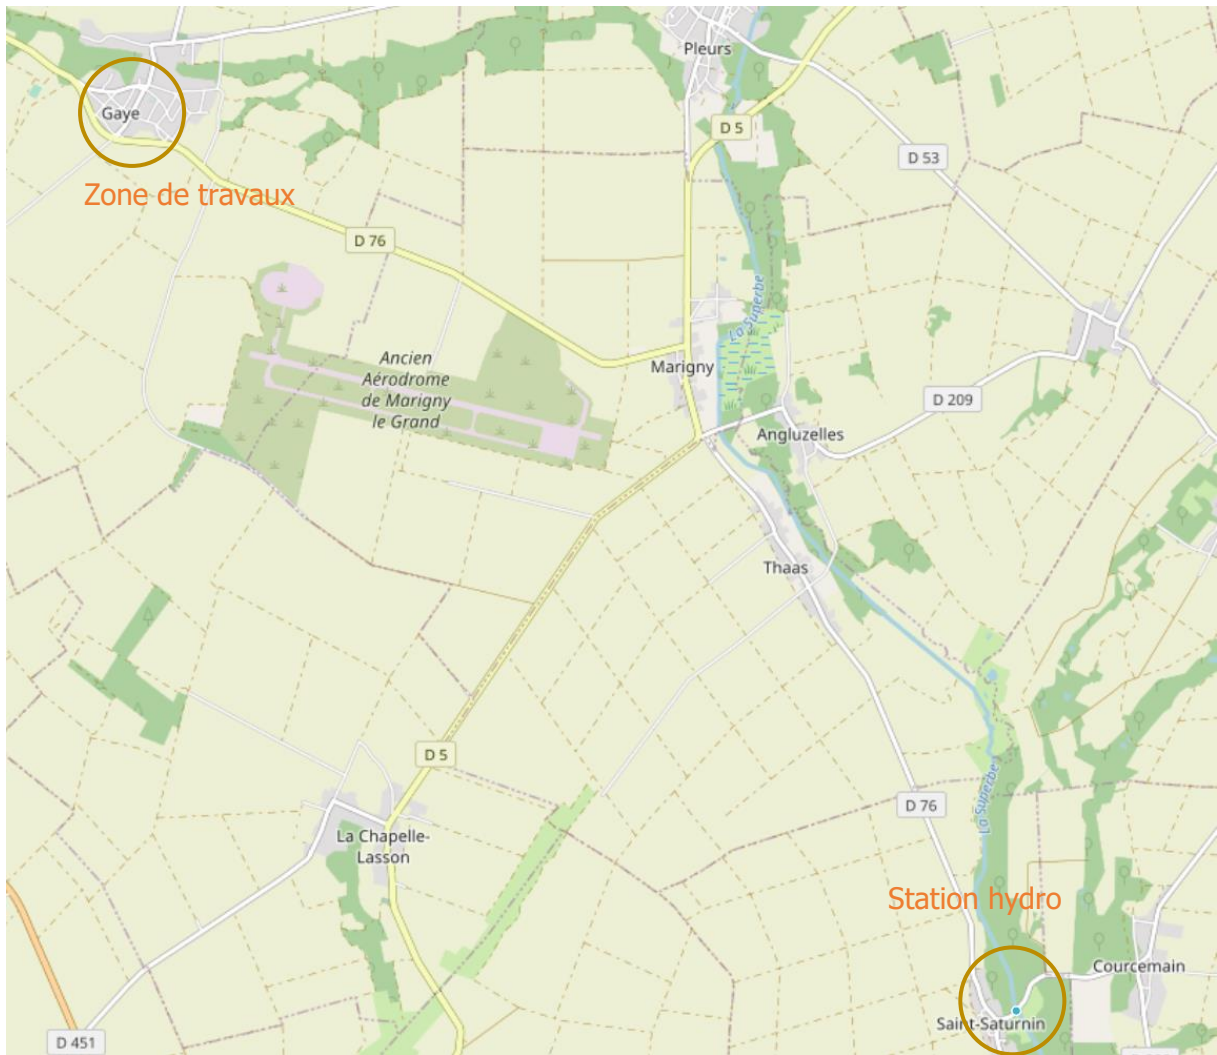 Pleurs
Gaye
D 5
D 53
Zone de travaux
D 76
La Superbe
Ancien
Aérodrome
de Marigny
le Grand
Marigny
D 209
Angluzelles
Thaas
D 5
La Superbe
D 76
La Chapelle-
Lasson
Station hydro
Courcemain
Saint-Saturnin
D 451